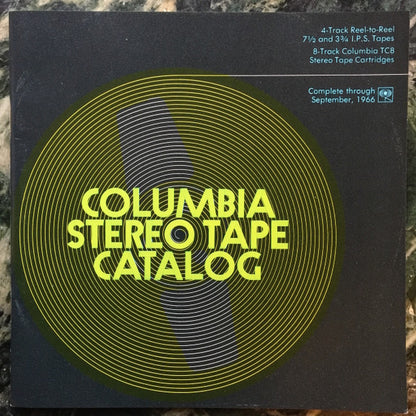 4-Track Reel-to-Reel
7½ and 3¾ I.P.S. Tapes
8-Track Columbia TC8
Stereo Tape Cartridges
Complete through
September, 1966
COLUMBIA
STEREO TAPE
CATALOG